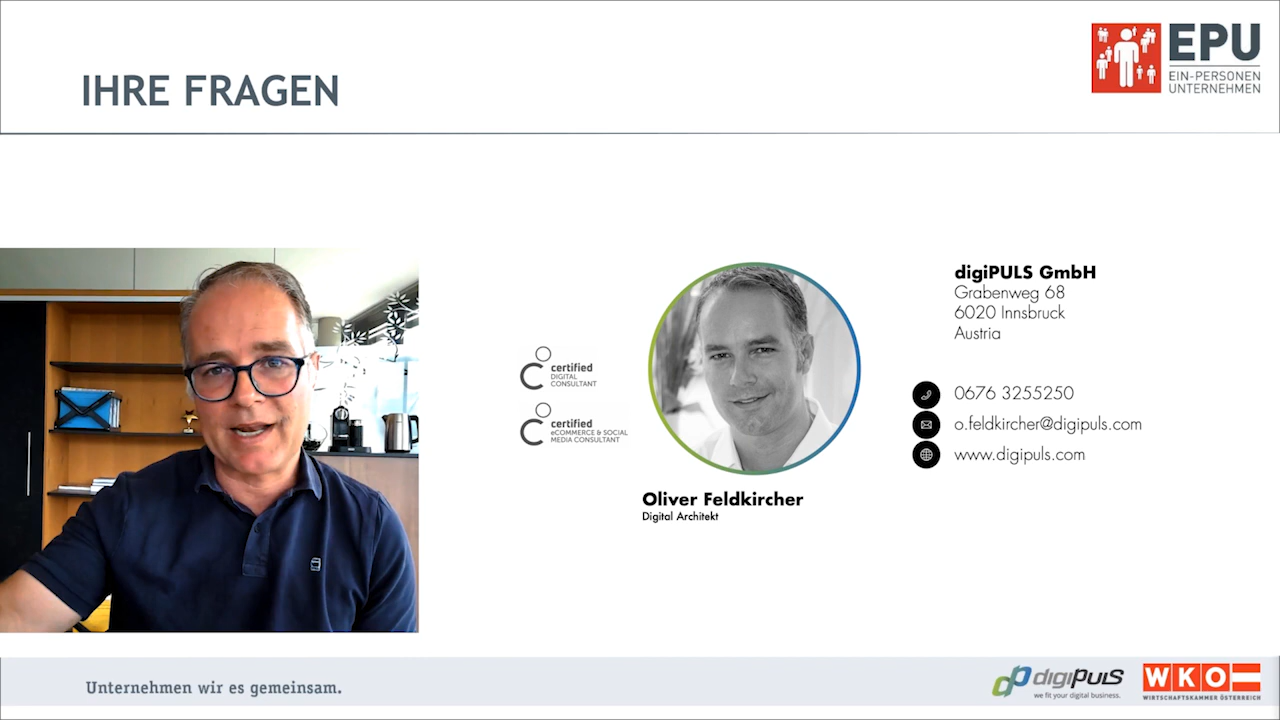 IHRE FRAGEN
EPU
EIN-PERSONEN
UNTERNEHMEN
certified
DIGITAL
CONSULTANT
certified
eCOMMERCE & SOCIAL
MEDIA CONSULTANT
Oliver Feldkircher
Digital Architekt
digiPULS GmbH
Grabenweg 68
6020 Innsbruck
Austria
0676 3255250
o.feldkircher@digipuls.com
www.digipuls.com
Unternehmen wir es gemeinsam.
digiPULS
we fit your digital business.
WKO
WIRTSCHAFTSKAMMER ÖSTERREICH